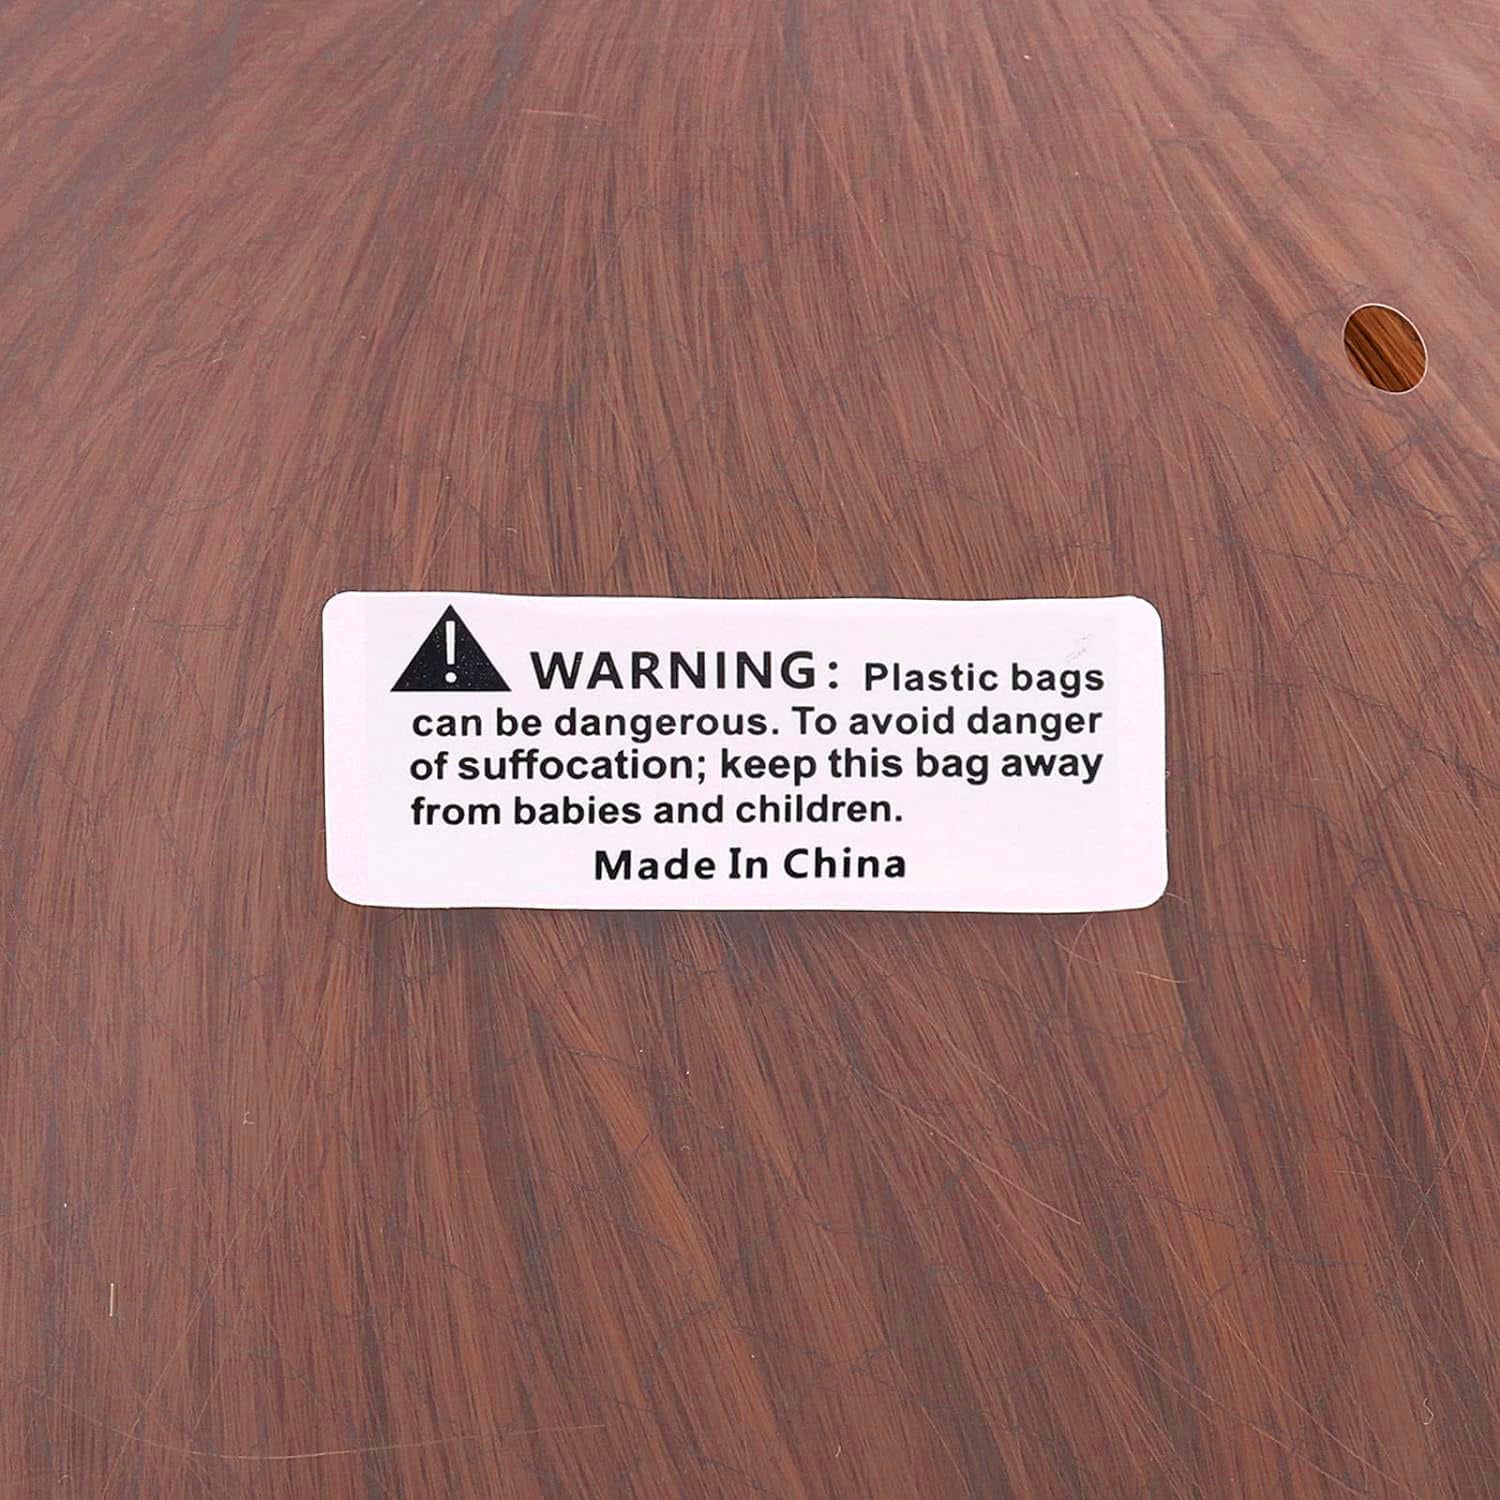 WARNING: Plastic bags
can be dangerous. To avoid danger
of suffocation; keep this bag away
from babies and children.
Made In China